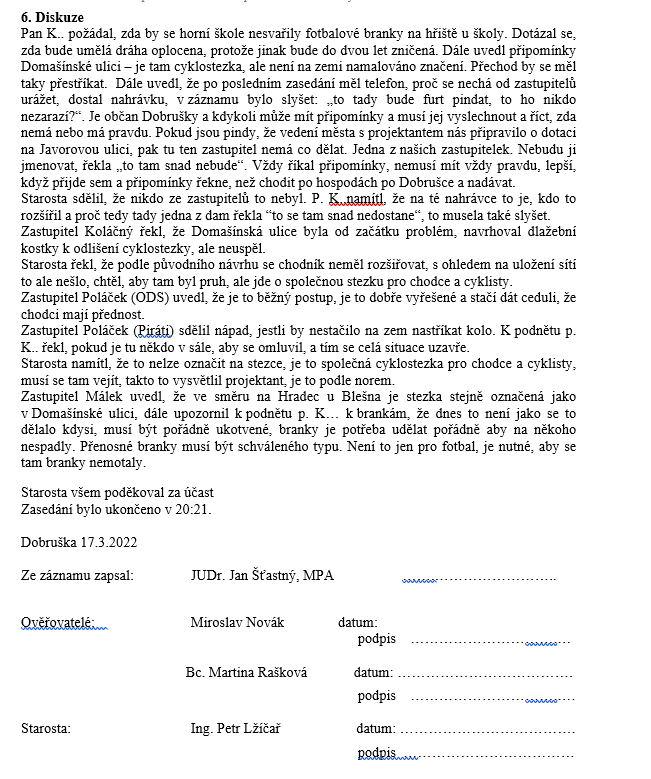 6. Diskuze
Pan K.. požádal, zda by se horní škole nesvařily fotbalové branky na hřiště u školy. Dotázal se,
zda bude umělá dráha oplocena, protože jinak bude do dvou let zničená. Dále uvedl připomínky
Domašínské ulici – je tam cyklostezka, ale není na zemi namalováno značení. Přechod by se měl
taky přestříkat.  Dále uvedl, že po posledním zasedání měl telefon, proč se nechá od zastupitelů
urážet, dostal nahrávku, v záznamu bylo slyšet: „to tady bude furt pindat, to ho nikdo
nezarazí?“. Je občan Dobrušky a kdykoli může mít připomínky a musí jej vyslechnout a říct, zda
nemá nebo má pravdu. Pokud jsou pindy, že vedení města s projektantem nás připravilo o dotaci
na Javorovou ulici, pak tu ten zastupitel nemá co dělat. Jedna z našich zastupitelek. Nebudu ji
jmenovat, řekla „to tam snad nebude“. Vždy říkal připomínky, nemusí mít vždy pravdu, lepší,
když přijde sem a připomínky řekne, než chodit po hospodách po Dobrušce a nadávat.
Starosta sdělil, že nikdo ze zastupitelů to nebyl. P. K..namítl, že na té nahrávce to je, kdo to
rozšířil a proč tedy tady jedna z dam řekla “to se tam snad nedostane“, to musela také slyšet.
Zastupitel Koláčný řekl, že Domašínská ulice byla od začátku problém, navrhoval dlažební
kostky k odlišení cyklostezky, ale neuspěl.
Starosta řekl, že podle původního návrhu se chodník neměl rozšiřovat, s ohledem na uložení sítí
to ale nešlo, chtěl, aby tam byl pruh, ale jde o společnou stezku pro chodce a cyklisty.
Zastupitel Poláček (ODS) uvedl, že je to běžný postup, je to dobře vyřešené a stačí dát ceduli, že
chodci mají přednost.
Zastupitel Poláček (Piráti) sdělil nápad, jestli by nestačilo na zem nastříkat kolo. K podnětu p.
K.. řekl, pokud je tu někdo v sále, aby se omluvil, a tím se celá situace uzavře.
Starosta namítl, že to nelze označit na stezce, je to společná cyklostezka pro chodce a cyklisty,
musí se tam vejít, takto to vysvětlil projektant, je to podle norem.
Zastupitel Málek uvedl, že ve směru na Hradec u Blešna je stezka stejně označená jako
v Domašínské ulici, dále upozornil k podnětu p. K… k brankám, že dnes to není jako se to
dělalo kdysi, musí být pořádně ukotvené, branky je potřeba udělat pořádně aby na někoho
nespadly. Přenosné branky musí být schváleného typu. Není to jen pro fotbal, je nutné, aby se
tam branky nemotaly.
Starosta všem poděkoval za účast
Zasedání bylo ukončeno v 20:21.
Dobruška 17.3.2022
Ze záznamu zapsal: JUDr. Jan Šťastný, MPA ……………………………..
Ověřovatelé: Miroslav Novák datum:
podpis ……………………………
Bc. Martina Rašková datum: ……………………………
podpis ……………………………
Starosta: Ing. Petr Lžíčař datum: ……………………………
podpis ……………………………